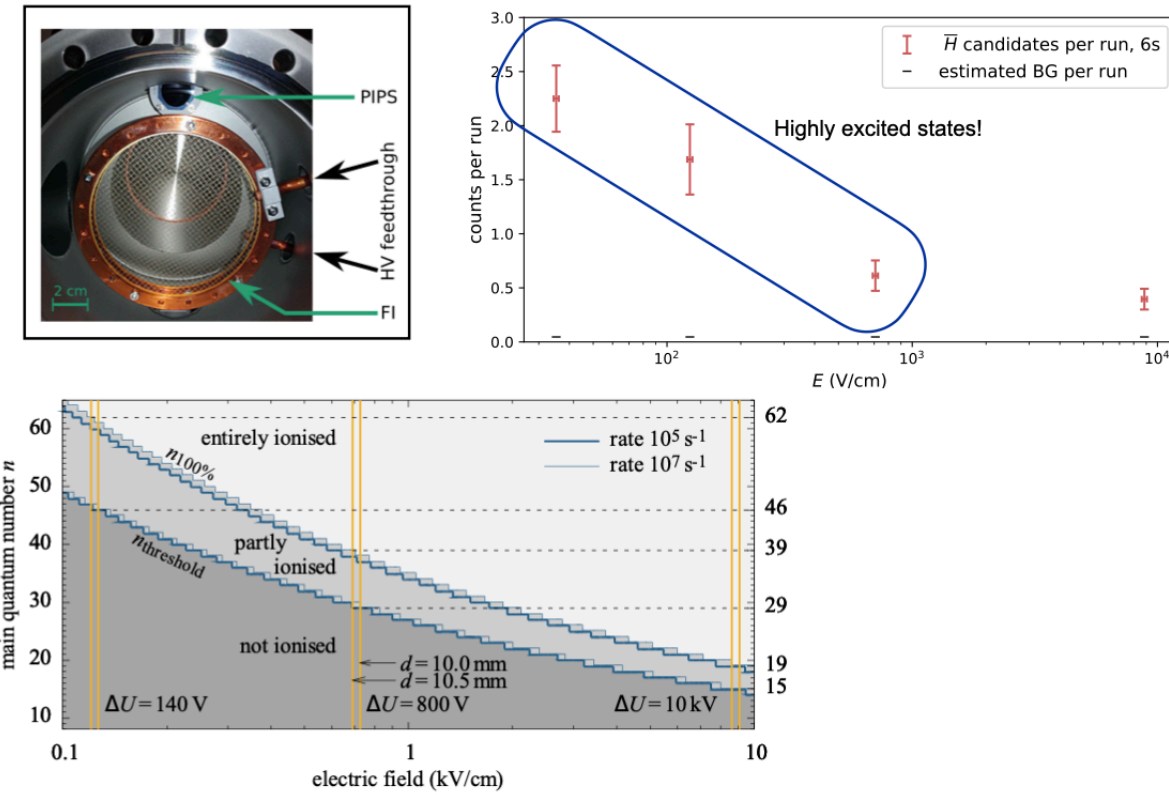 PIPS
HV feedthrough
FI
2 cm
3.0
2.5
2.0
1.5
1.0
0.5
0.0
counts per run
H̅ candidates per run, 6s
estimated BG per run
Highly excited states!
10² 10³ 10⁴
E (V/cm)
60
50
40
30
20
10
main quantum number n
entirely ionised
rate 10⁵ s⁻¹
rate 10⁷ s⁻¹
n100%
partly
ionised
nthreshold
not ionised
d = 10.0 mm
d = 10.5 mm
ΔU = 140 V
ΔU = 800 V
ΔU = 10 kV
62
46
39
29
19
15
0.1 1 10
electric field (kV/cm)